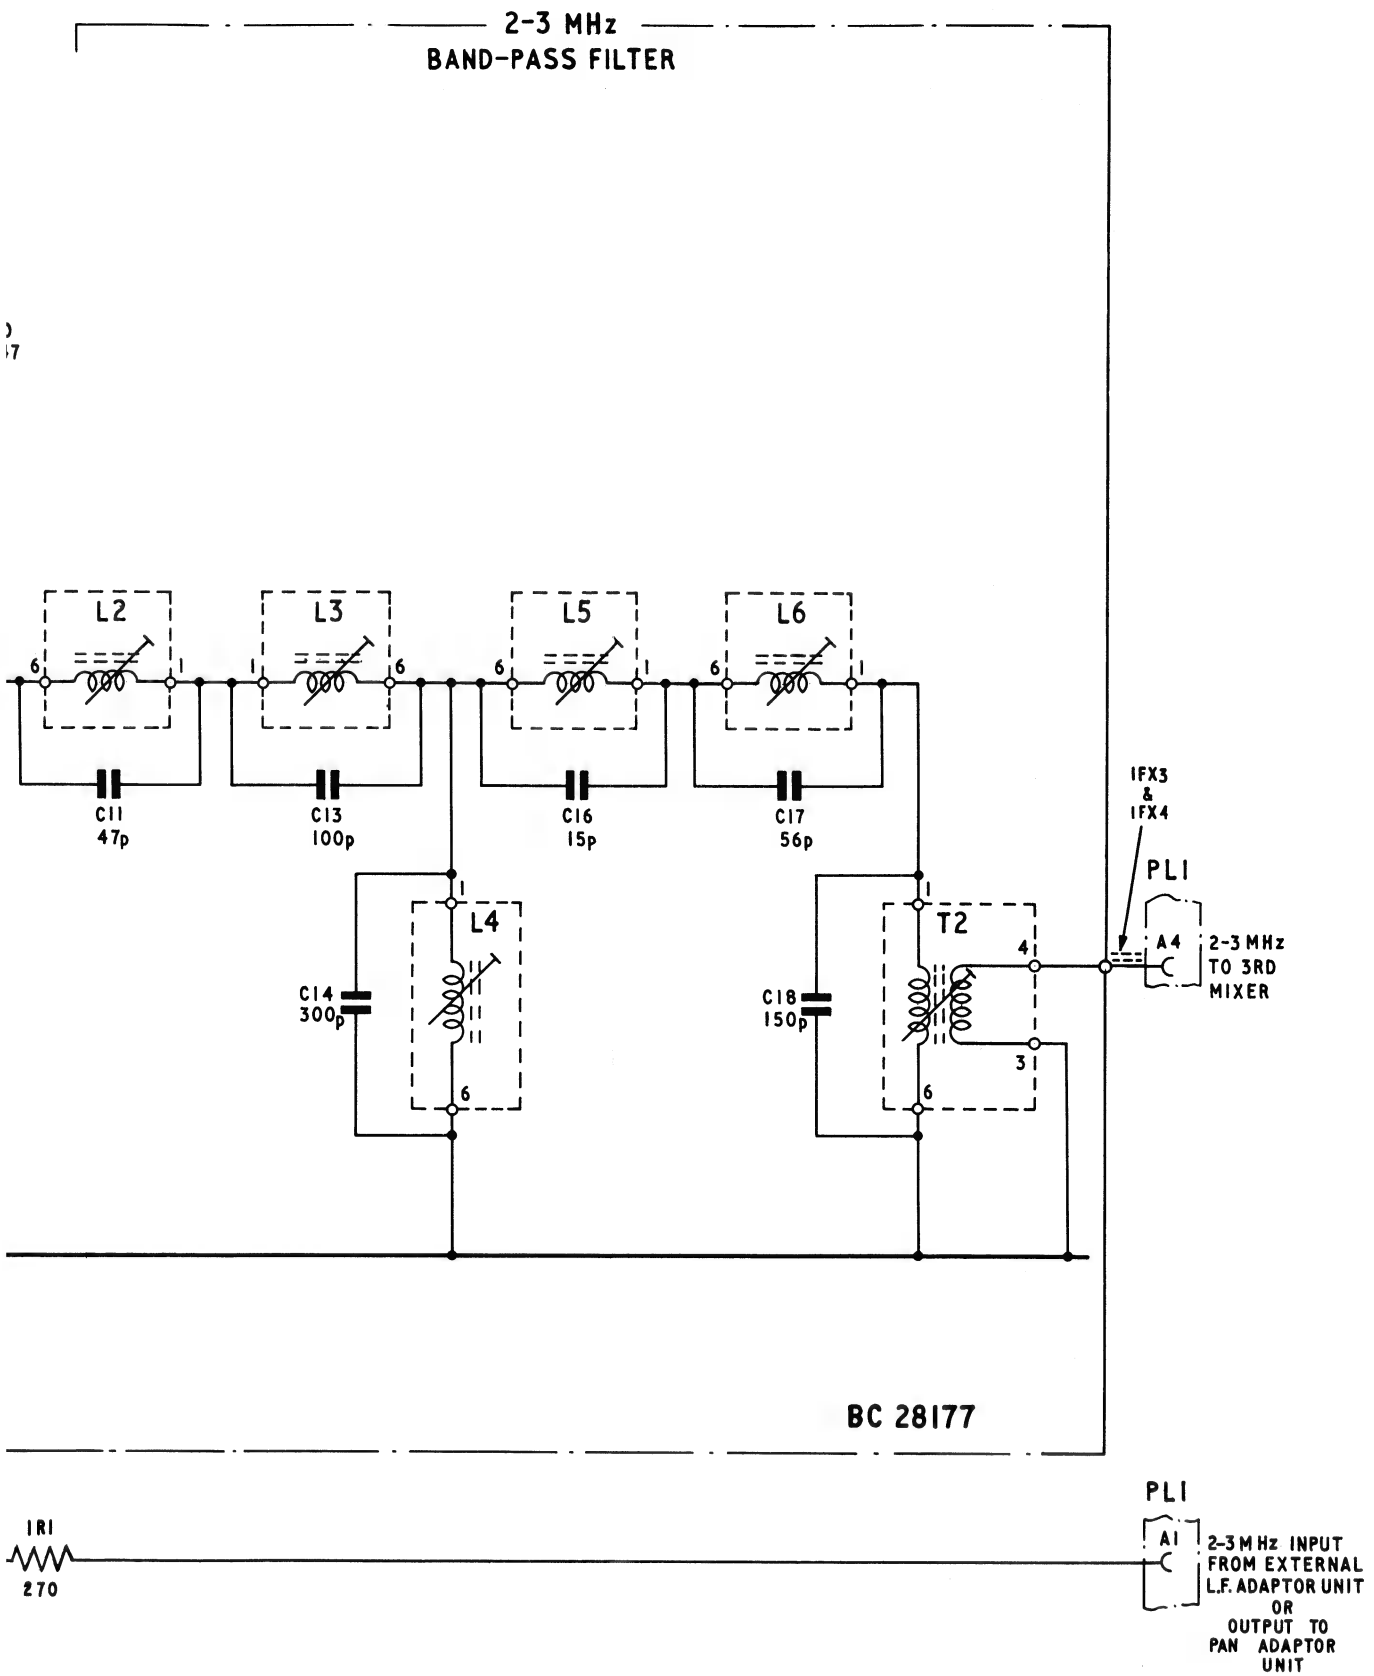 2-3 MHz
BAND-PASS FILTER
L2
L3
L5
L6
6
1
1
6
6
1
6
1
C11
47p
C13
100p
C16
15p
C17
56p
1FX3
&
1FX4
PL1
1
L4
1
T2
4
A4
2-3 MHz
TO 3RD
MIXER
C14
300p
C18
150p
3
6
6
BC 28177
PL1
1R1
270
A1
2-3 MHz INPUT
FROM EXTERNAL
L.F. ADAPTOR UNIT
OR
OUTPUT TO
PAN ADAPTOR
UNIT